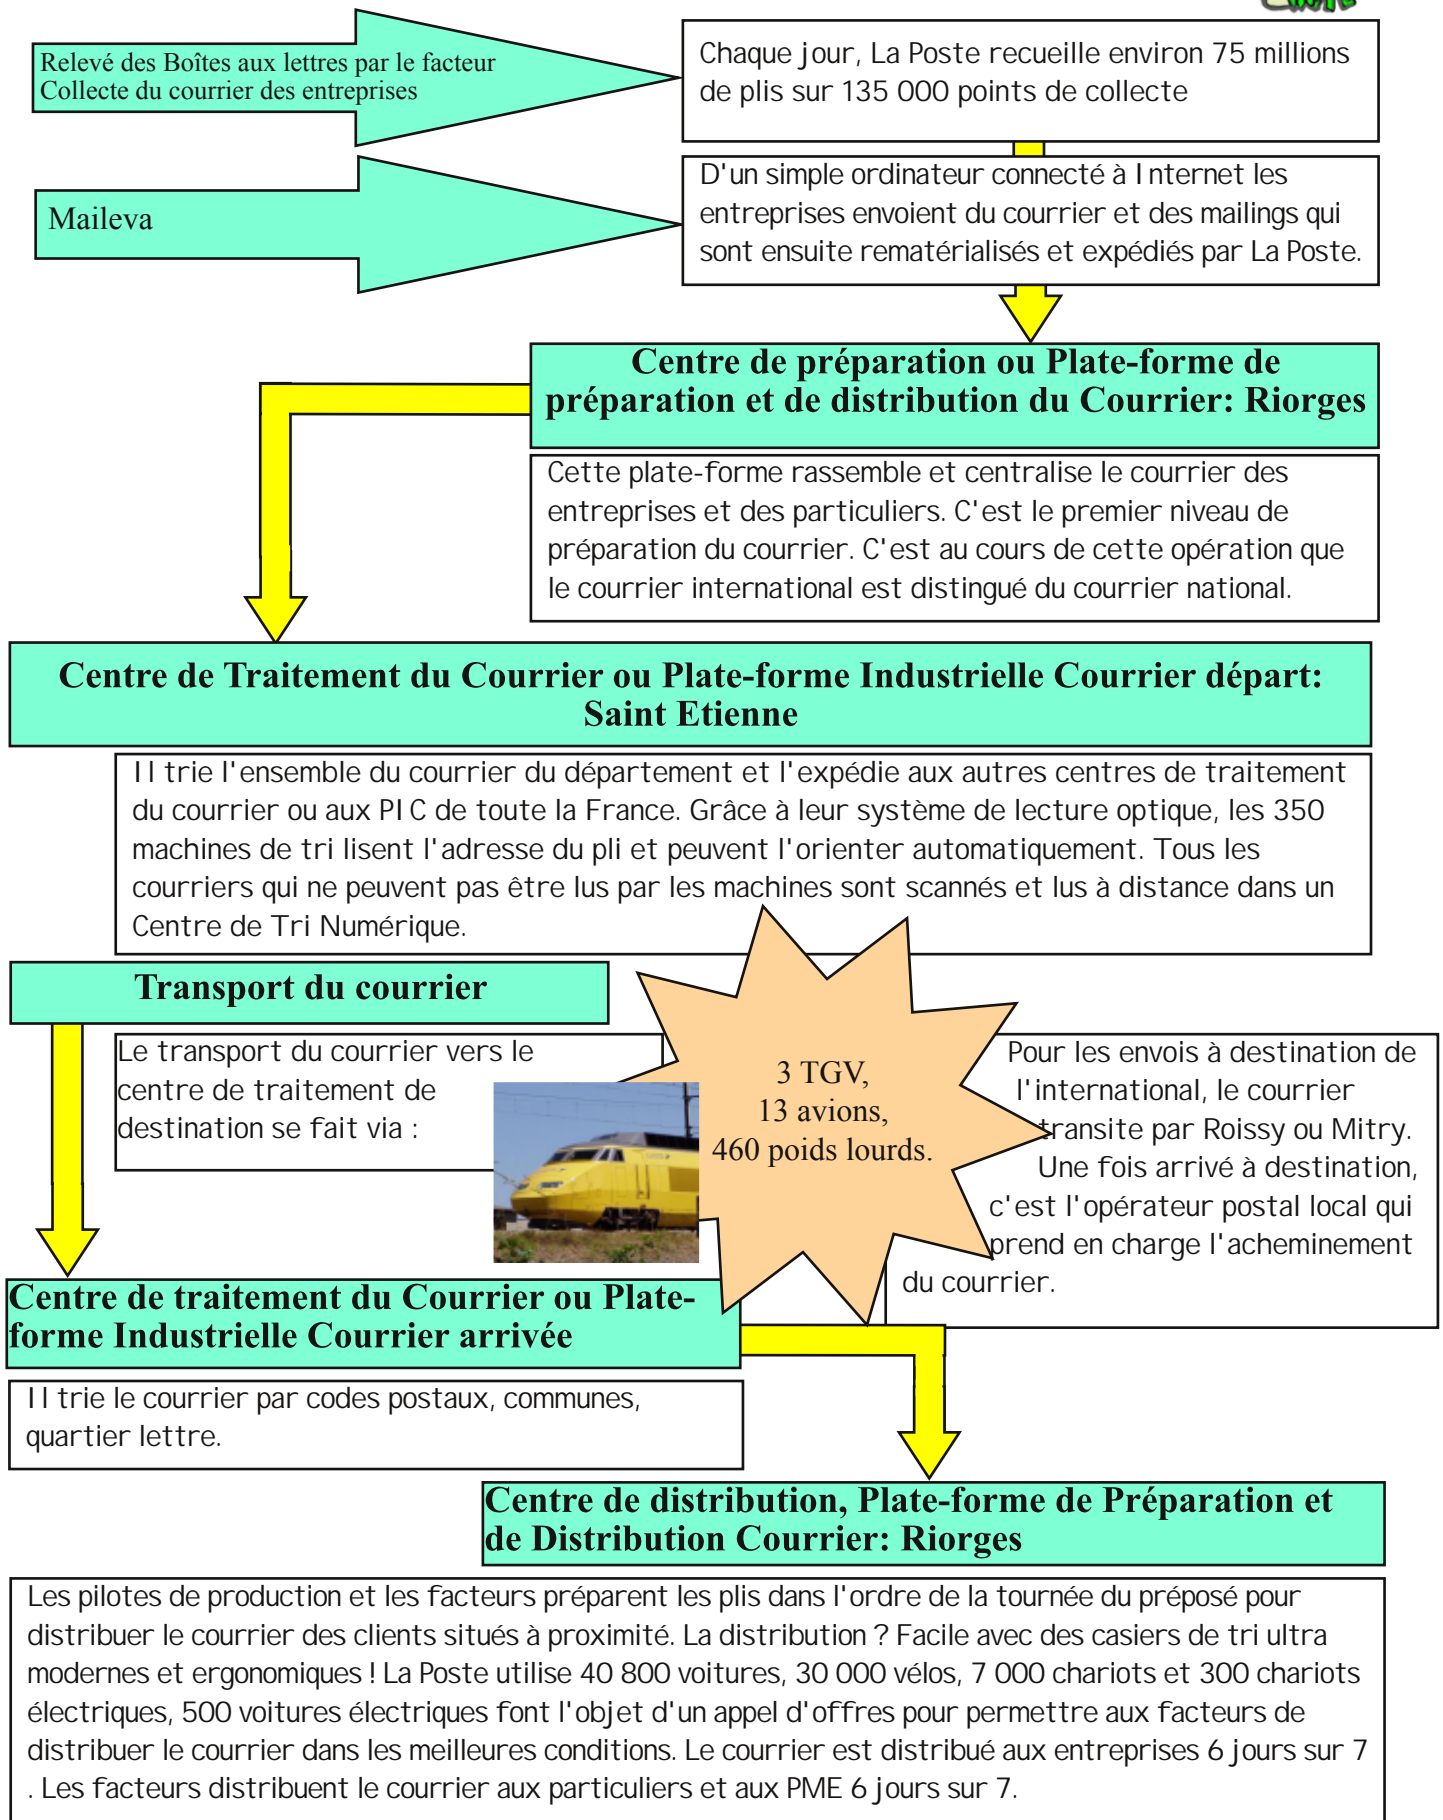 Relevé des Boîtes aux lettres par le facteur
Collecte du courrier des entreprises
Chaque jour, La Poste recueille environ 75 millions
de plis sur 135 000 points de collecte
Maileva
D'un simple ordinateur connecté à Internet les
entreprises envoient du courrier et des mailings qui
sont ensuite rematérialisés et expédiés par La Poste.
Centre de préparation ou Plate-forme de
préparation et de distribution du Courrier: Riorges
Cette plate-forme rassemble et centralise le courrier des
entreprises et des particuliers. C'est le premier niveau de
préparation du courrier. C'est au cours de cette opération que
le courrier international est distingué du courrier national.
Centre de Traitement du Courrier ou Plate-forme Industrielle Courrier départ:
Saint Etienne
Il trie l'ensemble du courrier du département et l'expédie aux autres centres de traitement
du courrier ou aux PIC de toute la France. Grâce à leur système de lecture optique, les 350
machines de tri lisent l'adresse du pli et peuvent l'orienter automatiquement. Tous les
courriers qui ne peuvent pas être lus par les machines sont scannés et lus à distance dans un
Centre de Tri Numérique.
Transport du courrier
Le transport du courrier vers le
centre de traitement de
destination se fait via :
3 TGV,
13 avions,
460 poids lourds.
Pour les envois à destination de
l'international, le courrier
transite par Roissy ou Mitry.
Une fois arrivé à destination,
c'est l'opérateur postal local qui
prend en charge l'acheminement
du courrier.
Centre de traitement du Courrier ou Plate-
forme Industrielle Courrier arrivée
Il trie le courrier par codes postaux, communes,
quartier lettre.
Centre de distribution, Plate-forme de Préparation et
de Distribution Courrier: Riorges
Les pilotes de production et les facteurs préparent les plis dans l'ordre de la tournée du préposé pour
distribuer le courrier des clients situés à proximité. La distribution ? Facile avec des casiers de tri ultra
modernes et ergonomiques ! La Poste utilise 40 800 voitures, 30 000 vélos, 7 000 chariots et 300 chariots
électriques, 500 voitures électriques font l'objet d'un appel d'offres pour permettre aux facteurs de
distribuer le courrier dans les meilleures conditions. Le courrier est distribué aux entreprises 6 jours sur 7
. Les facteurs distribuent le courrier aux particuliers et aux PME 6 jours sur 7.